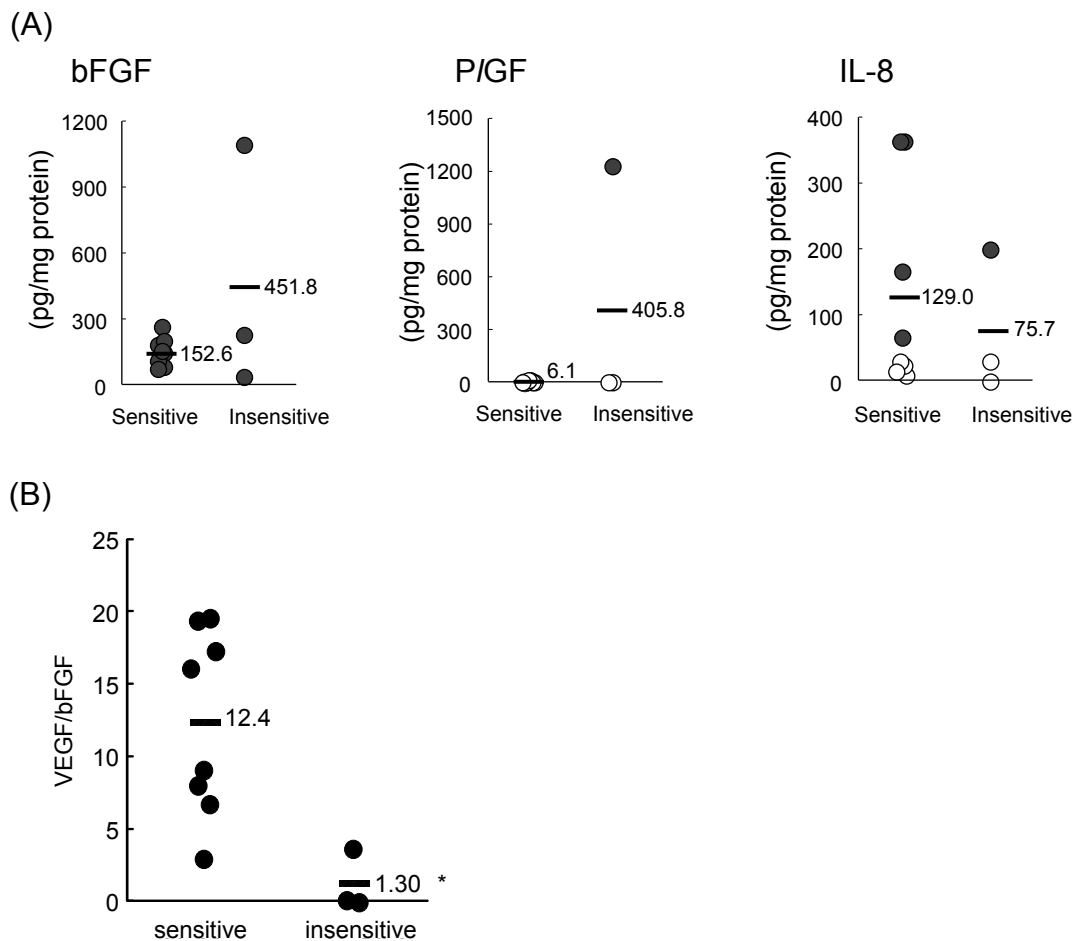 (A)
bFGF
PlGF
IL-8
(pg/mg protein)
1200
900
600
300
0
152.6
451.8
Sensitive
Insensitive
(pg/mg protein)
1500
1200
900
600
300
0
6.1
405.8
Sensitive
Insensitive
(pg/mg protein)
400
300
200
100
0
129.0
75.7
Sensitive
Insensitive
(B)
VEGF/bFGF
25
20
15
10
5
0
12.4
1.30 *
sensitive
insensitive